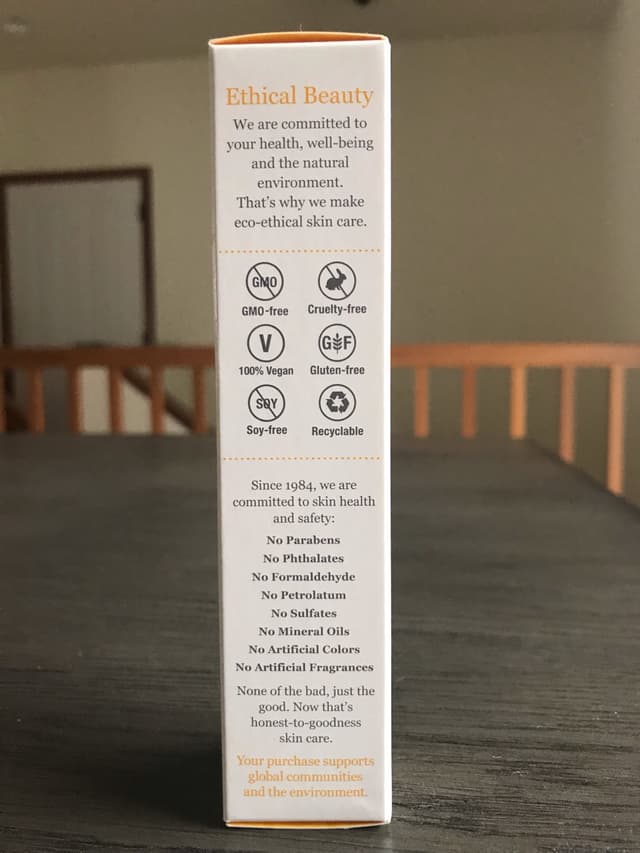 Ethical Beauty
We are committed to
your health, well-being
and the natural
environment.
That's why we make
eco-ethical skin care.
GMO
GMO-free Cruelty-free
V GF
100% Vegan Gluten-free
SOY
Soy-free Recyclable
Since 1984, we are
committed to skin health
and safety:
No Parabens
No Phthalates
No Formaldehyde
No Petrolatum
No Sulfates
No Mineral Oils
No Artificial Colors
No Artificial Fragrances
None of the bad, just the
good. Now that's
honest-to-goodness
skin care.
Your purchase supports
global communities
and the environment.